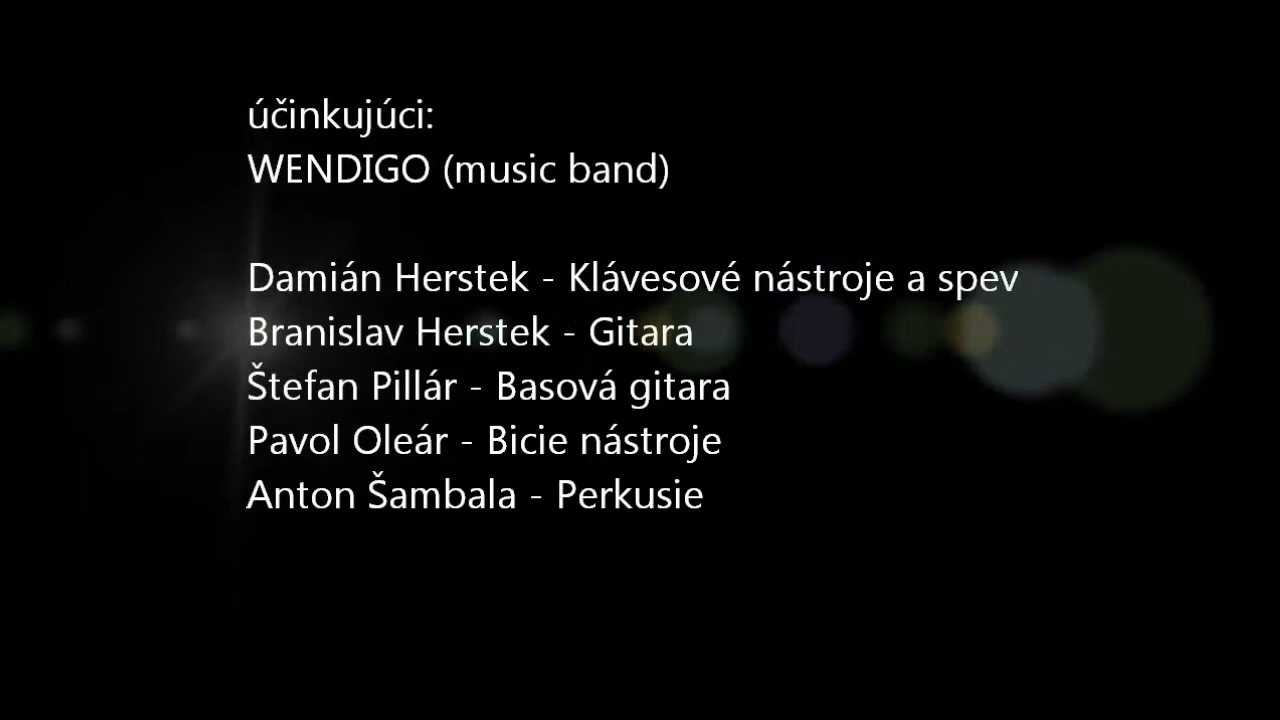 účinkujúci:
WENDIGO (music band)
Damián Herstek - Klávesové nástroje a spev
Branislav Herstek - Gitara
Štefan Pillár - Basová gitara
Pavol Oleár - Bicie nástroje
Anton Šambala - Perkusie